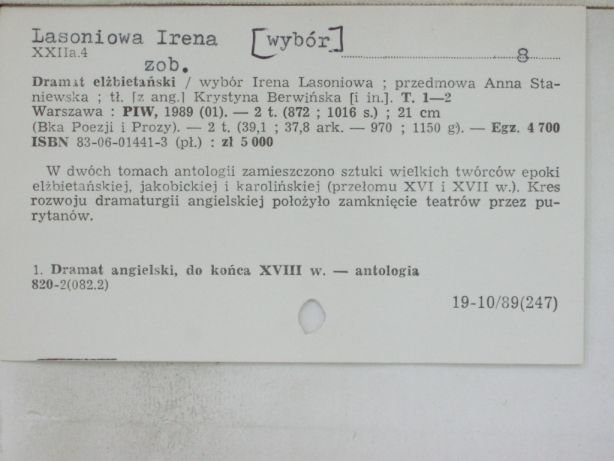 Lasoniowa Irena [wybór]
XXIIa.4 8
zob.
Dramat elżbietański / wybór Irena Lasoniowa ; przedmowa Anna Sta-
niewska ; tł. [z ang.] Krystyna Berwińska [i in.]. T. 1—2
Warszawa : PIW, 1989 (01). — 2 t. (872 ; 1016 s.) ; 21 cm
(Bka Poezji i Prozy). — 2 t. (39,1 ; 37,8 ark. — 970 ; 1150 g). — Egz. 4 700
ISBN 83-06-01441-3 (pł.) : zł 5 000
W dwóch tomach antologii zamieszczono sztuki wielkich twórców epoki
elżbietańskiej, jakobickiej i karolińskiej (przełomu XVI i XVII w.). Kres
rozwoju dramaturgii angielskiej położyło zamknięcie teatrów przez pu-
rytanów.
1. Dramat angielski, do końca XVIII w. — antologia
820-2(082.2)
19-10/89(247)